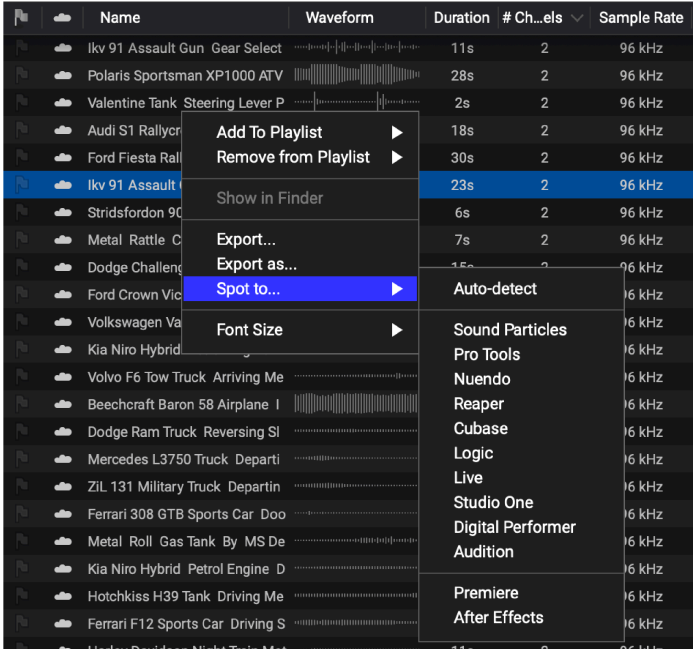 Name Waveform Duration # Ch...els Sample Rate
Ikv 91 Assault Gun Gear Select 11s 2 96 kHz
Polaris Sportsman XP1000 ATV 28s 2 96 kHz
Valentine Tank Steering Lever P 2s 2 96 kHz
Audi S1 Rallycr 18s 2 96 kHz
Ford Fiesta Rall 30s 2 96 kHz
Ikv 91 Assault 23s 2 96 kHz
Stridsfordon 90 6s 2 96 kHz
Metal Rattle C 7s 2 96 kHz
Dodge Challeng 15s 2 96 kHz
Ford Crown Vic 96 kHz
Volkswagen Va 96 kHz
Kia Niro Hybrid 96 kHz
Volvo F6 Tow Truck Arriving Me 96 kHz
Beechcraft Baron 58 Airplane I 96 kHz
Dodge Ram Truck Reversing Sl 96 kHz
Mercedes L3750 Truck Departi 96 kHz
ZiL 131 Military Truck Departin 96 kHz
Ferrari 308 GTB Sports Car Doo 96 kHz
Metal Roll Gas Tank By MS De 96 kHz
Kia Niro Hybrid Petrol Engine D 96 kHz
Hotchkiss H39 Tank Driving Me 96 kHz
Ferrari F12 Sports Car Driving S 96 kHz
Add To Playlist
Remove from Playlist
Show in Finder
Export...
Export as...
Spot to...
Font Size
Auto-detect
Sound Particles
Pro Tools
Nuendo
Reaper
Cubase
Logic
Live
Studio One
Digital Performer
Audition
Premiere
After Effects